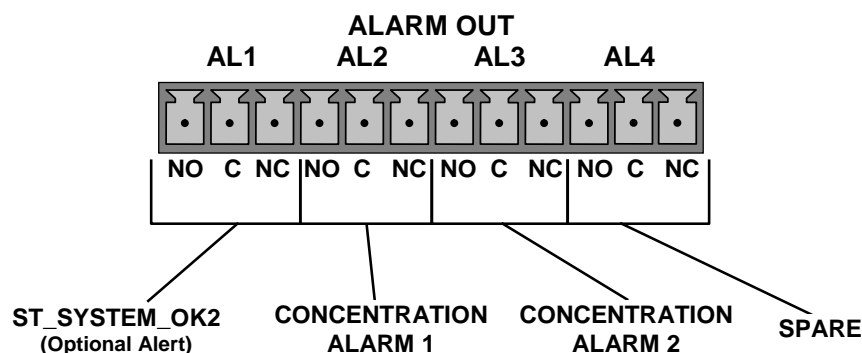 ALARM OUT
AL1 AL2 AL3 AL4
NO C NC NO C NC NO C NC NO C NC
ST_SYSTEM_OK2
(Optional Alert)
CONCENTRATION
ALARM 1
CONCENTRATION
ALARM 2
SPARE